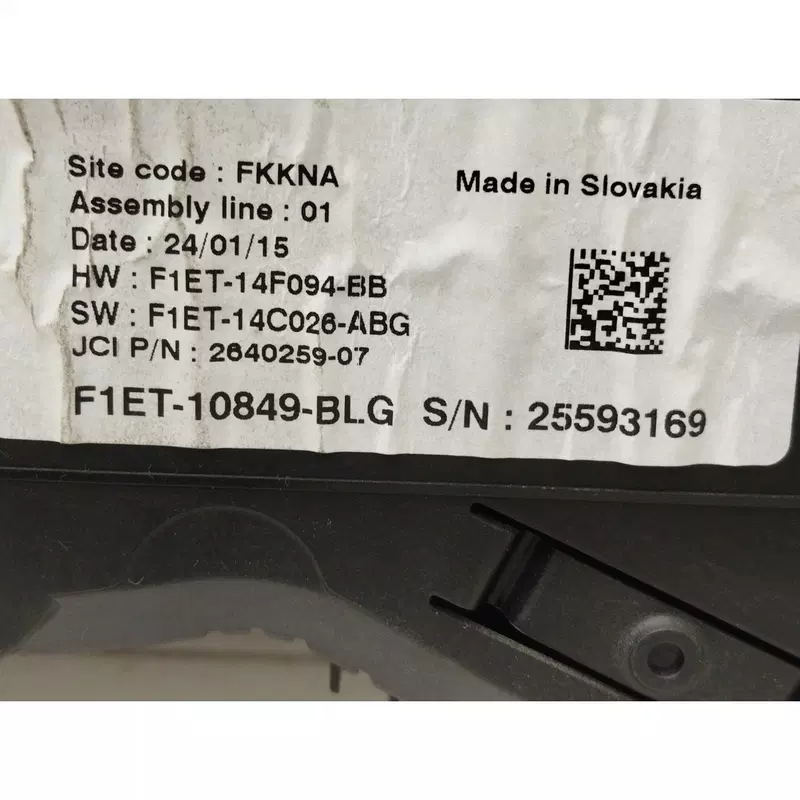 Site code : FKKNA
Made in Slovakia
Assembly line : 01
Date : 24/01/15
HW : F1ET-14F094-BB
SW : F1ET-14C026-ABG
JCI P/N : 2640259-07
F1ET-10849-BLG S/N : 25593169